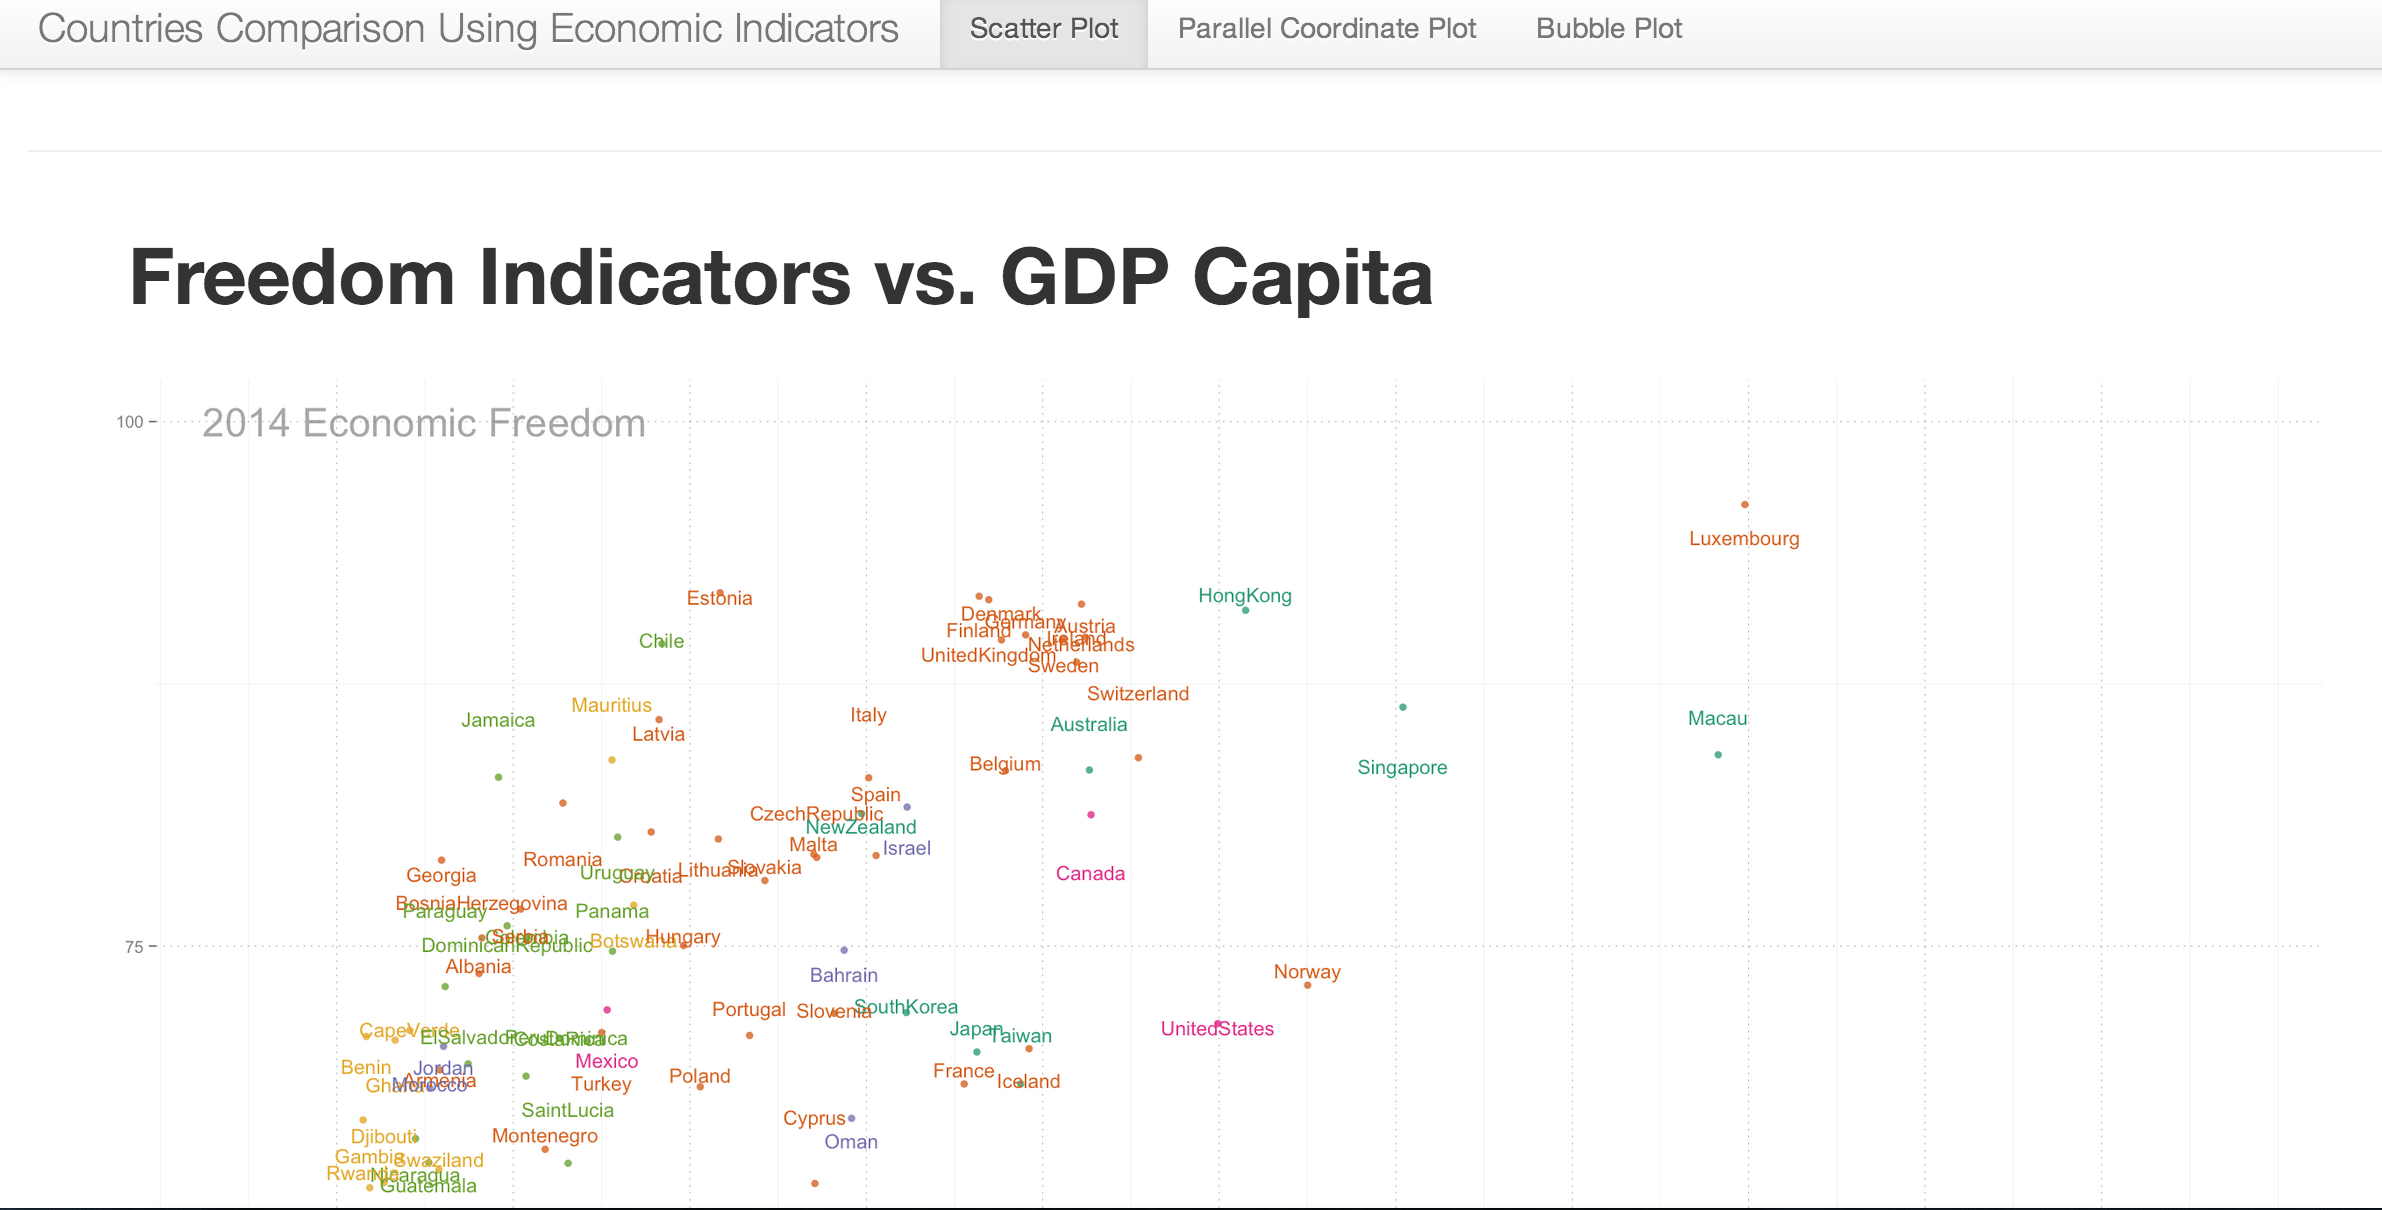 Countries Comparison Using Economic Indicators Scatter Plot Parallel Coordinate Plot Bubble Plot
Freedom Indicators vs. GDP Capita
100
2014 Economic Freedom
Luxembourg
HongKong
Estonia
Denmark
Germany
Austria
Finland
Ireland
Chile
Netherlands
UnitedKingdom
Sweden
Switzerland
Mauritius
Italy
Macau
Jamaica
Australia
Latvia
Belgium
Singapore
Spain
CzechRepublic
NewZealand
Malta
Israel
Romania
Slovakia
Lithuania
Uruguay
Canada
Georgia
Croatia
BosniaHerzegovina
Paraguay
Panama
Serbia
Hungary
Colombia
Botswana
75
DominicanRepublic
Albania
Norway
Bahrain
SouthKorea
Portugal
Slovenia
UnitedStates
Japan
CapeVerde
Taiwan
ElSalvador
Peru
Dominica
CostaRica
Mexico
Benin
Jordan
France
Poland
Armenia
Iceland
Turkey
Ghana
Morocco
SaintLucia
Cyprus
Djibouti
Montenegro
Oman
Gambia
Swaziland
Rwanda
Nicaragua
Guatemala